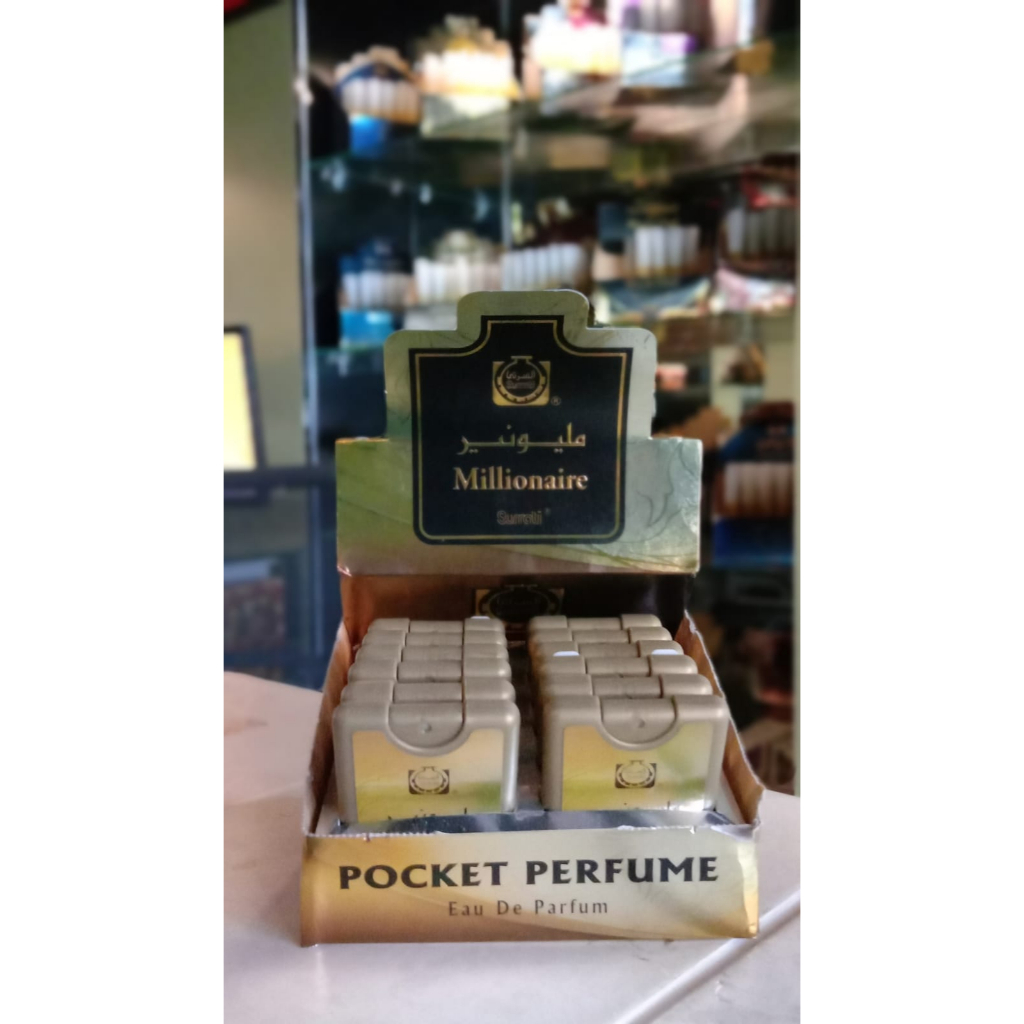 مليونير
Millionaire
Surrati
POCKET PERFUME
Eau De Parfum